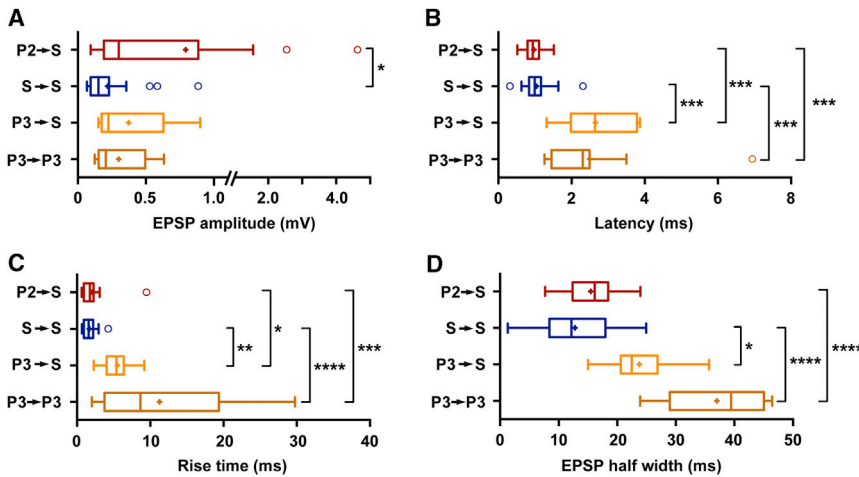 A
P2→S
S→S
P3→S
P3→P3
*
0
0.5
1.0
2.0
4.0
EPSP amplitude (mV)
B
P2→S
S→S
P3→S
P3→P3
***
***
***
***
0
2
4
6
8
Latency (ms)
C
P2→S
S→S
P3→S
P3→P3
**
*
****
***
0
10
20
30
40
Rise time (ms)
D
P2→S
S→S
P3→S
P3→P3
*
****
****
0
10
20
30
40
50
EPSP half width (ms)